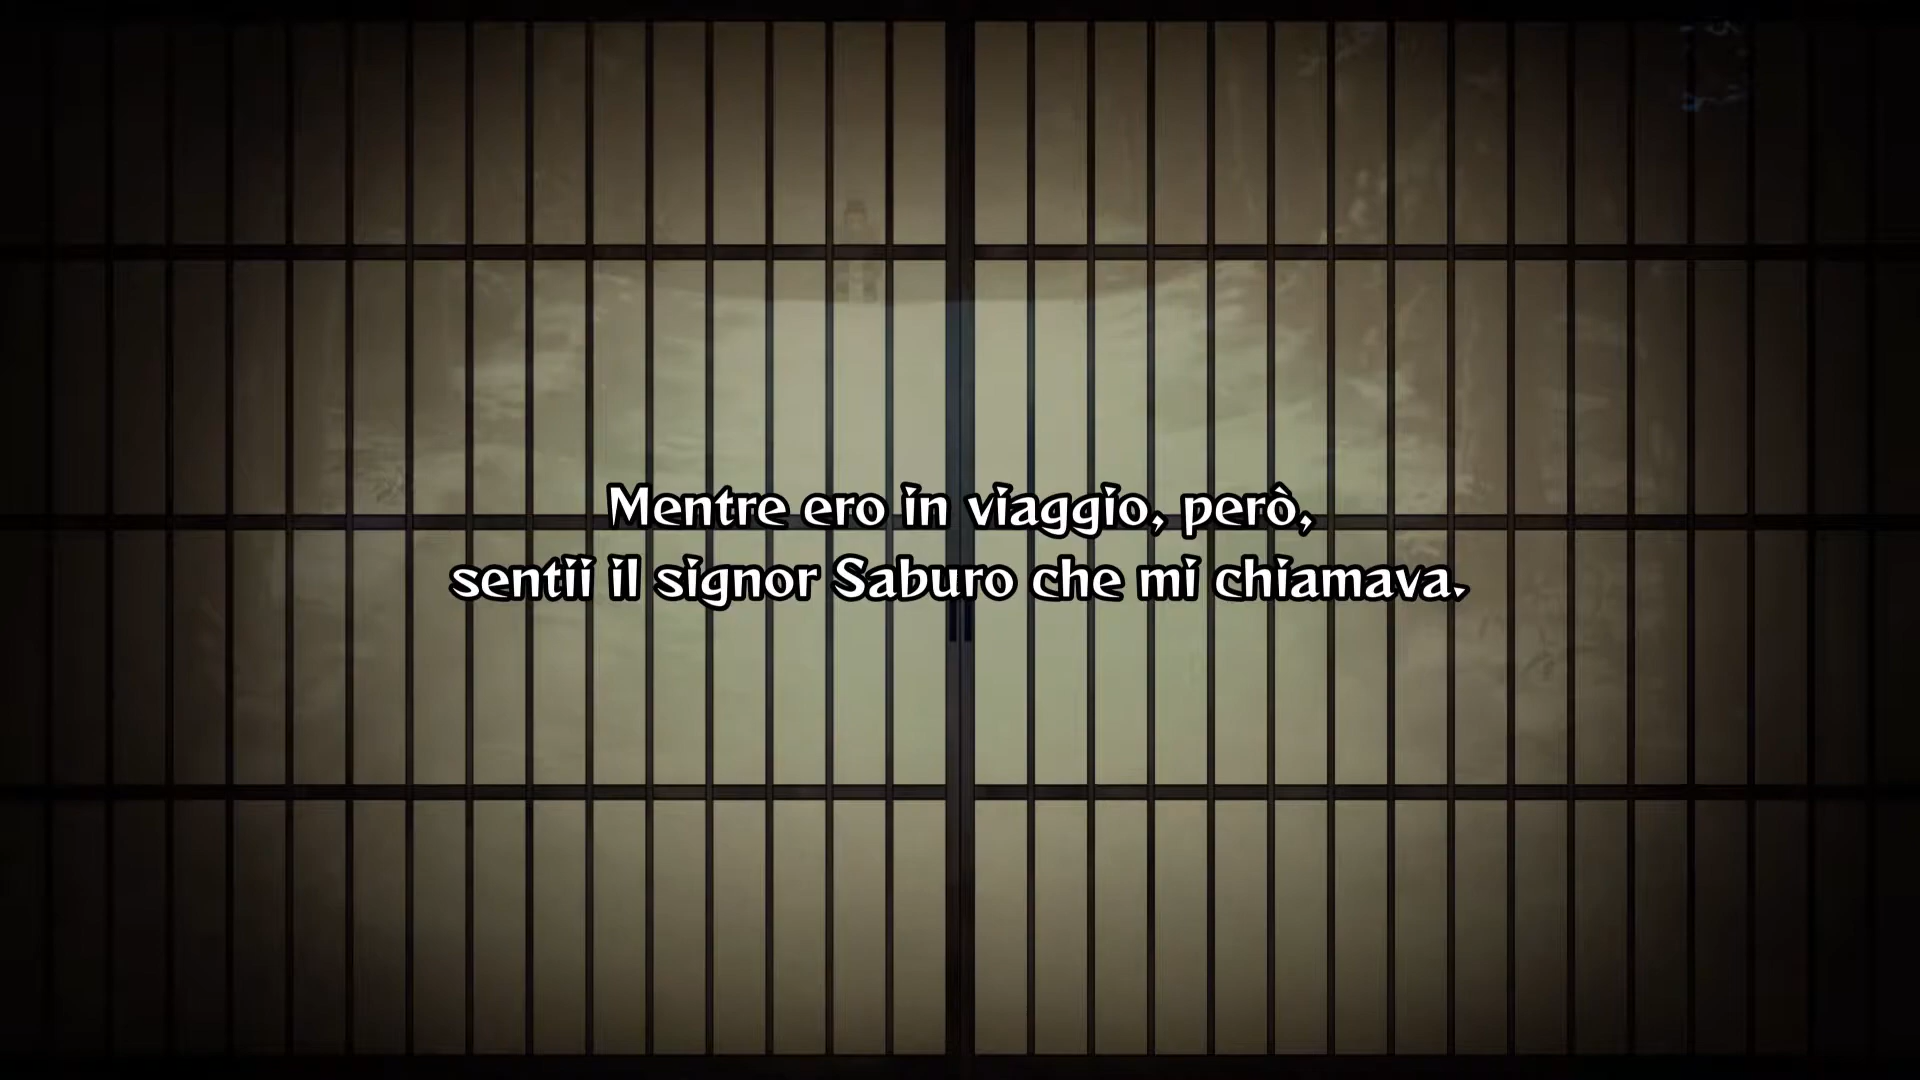 Mentre ero in viaggio, però,
sentii il signor Saburo che mi chiamava.